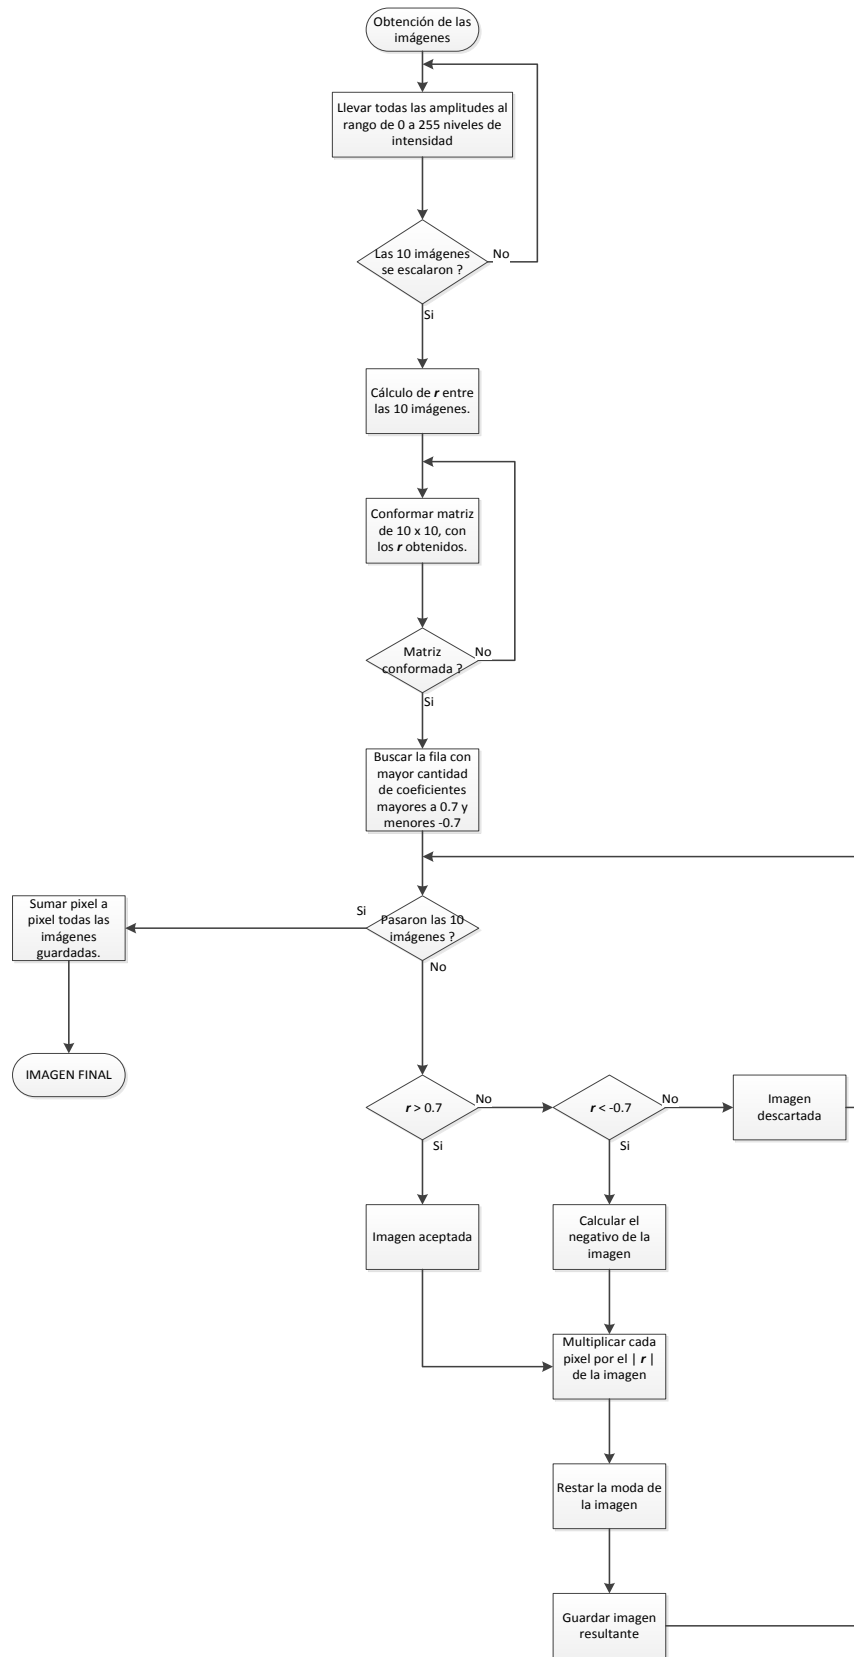 Obtención de las
imágenes
Llevar todas las amplitudes al
rango de 0 a 255 niveles de
intensidad
Las 10 imágenes
se escalaron ?
No
Si
Cálculo de r entre
las 10 imágenes.
Conformar matriz
de 10 x 10, con
los r obtenidos.
Matriz
conformada ?
No
Si
Buscar la fila con
mayor cantidad
de coeficientes
mayores a 0.7 y
menores -0.7
Pasaron las 10
imágenes ?
Si
No
Sumar pixel a
pixel todas las
imágenes
guardadas.
IMAGEN FINAL
r > 0.7
No
Si
r < -0.7
No
Si
Imagen
descartada
Imagen aceptada
Calcular el
negativo de la
imagen
Multiplicar cada
pixel por el | r |
de la imagen
Restar la moda de
la imagen
Guardar imagen
resultante